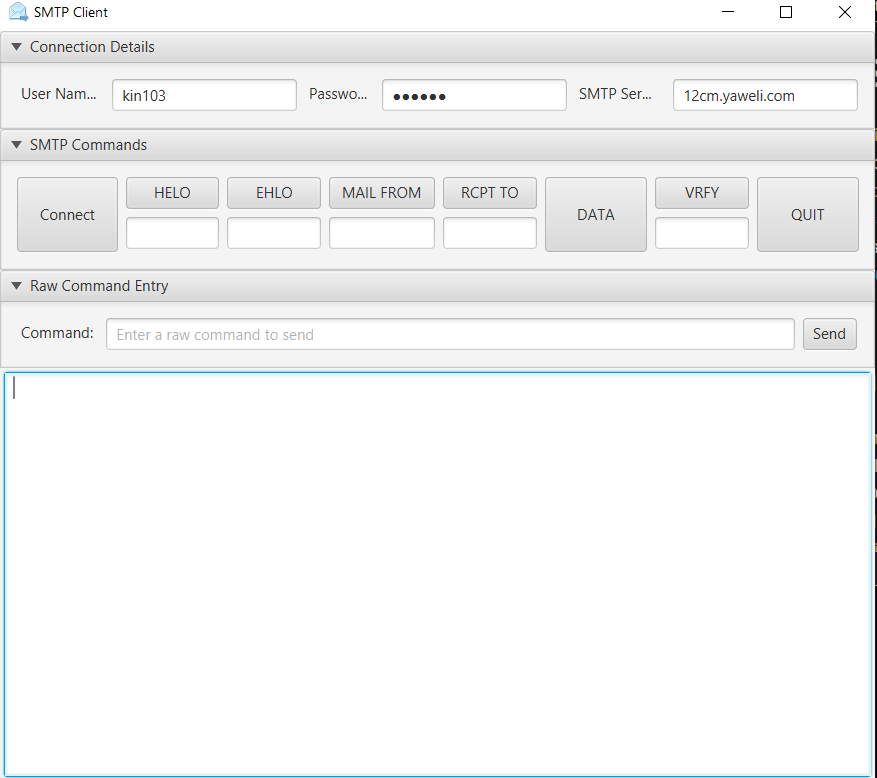 SMTP Client
Connection Details
User Nam... kin103 Passwo... ●●●●●● SMTP Ser... 12cm.yaweli.com
SMTP Commands
Connect HELO EHLO MAIL FROM RCPT TO DATA VRFY QUIT
Raw Command Entry
Command: Enter a raw command to send Send